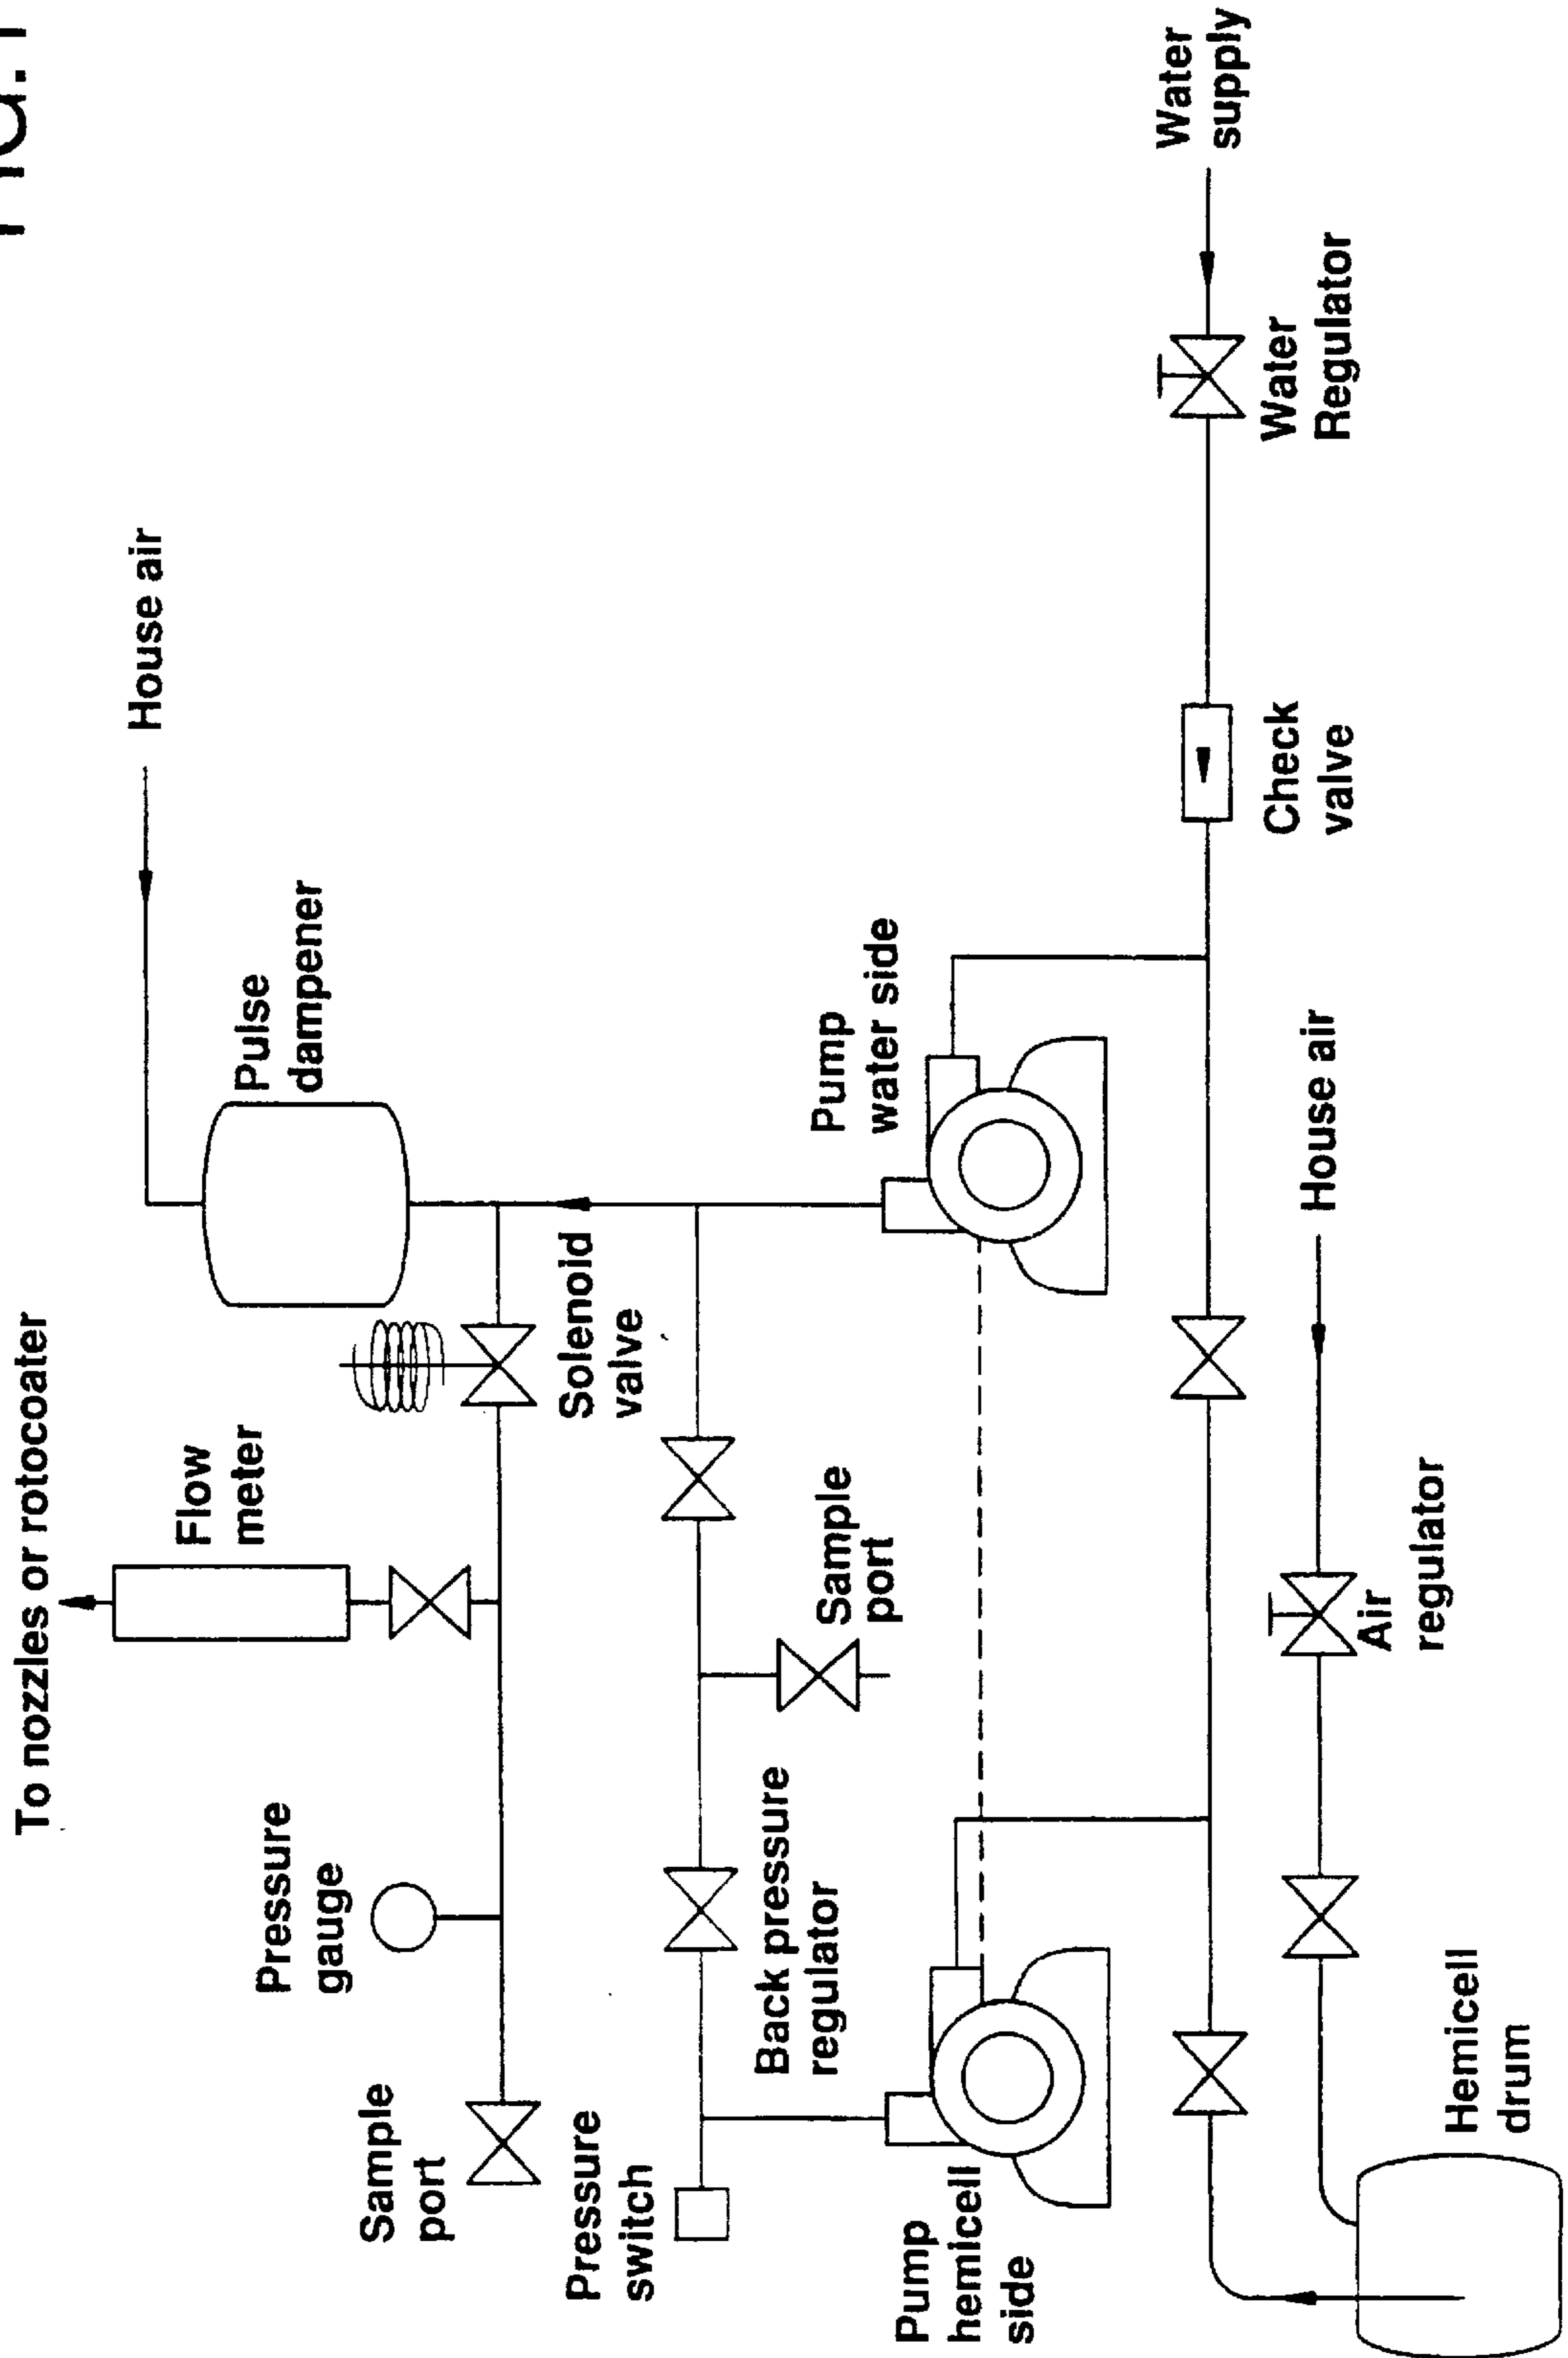 To nozzles or rotocoater
House air
Flow
meter
Pulse
dampener
Pressure
gauge
Sample
port
Solenoid
valve
Pressure
switch
Back pressure
regulator
Sample
port
Pump
water side
Pump
hemicell
side
Water
supply
Water
Regulator
Check
valve
House air
Air
regulator
Hemicell
drum